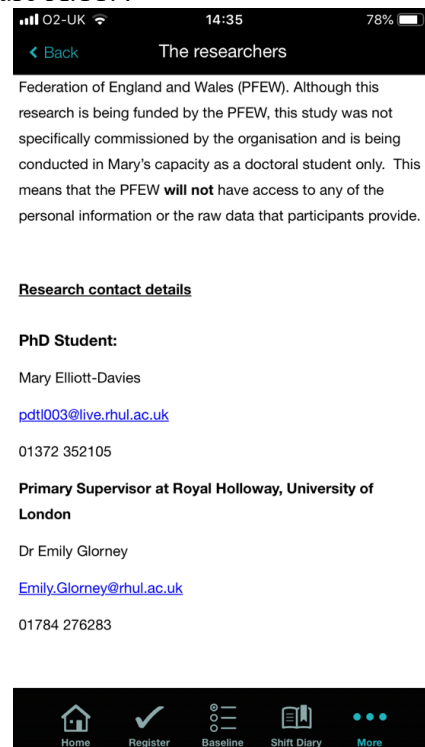 O2-UK 14:35 78%
Back The researchers
Federation of England and Wales (PFEW). Although this
research is being funded by the PFEW, this study was not
specifically commissioned by the organisation and is being
conducted in Mary's capacity as a doctoral student only. This
means that the PFEW will not have access to any of the
personal information or the raw data that participants provide.
Research contact details
PhD Student:
Mary Elliott-Davies
pdtl003@live.rhul.ac.uk
01372 352105
Primary Supervisor at Royal Holloway, University of
London
Dr Emily Glorney
Emily.Glorney@rhul.ac.uk
01784 276283
Home Register Baseline Shift Diary More